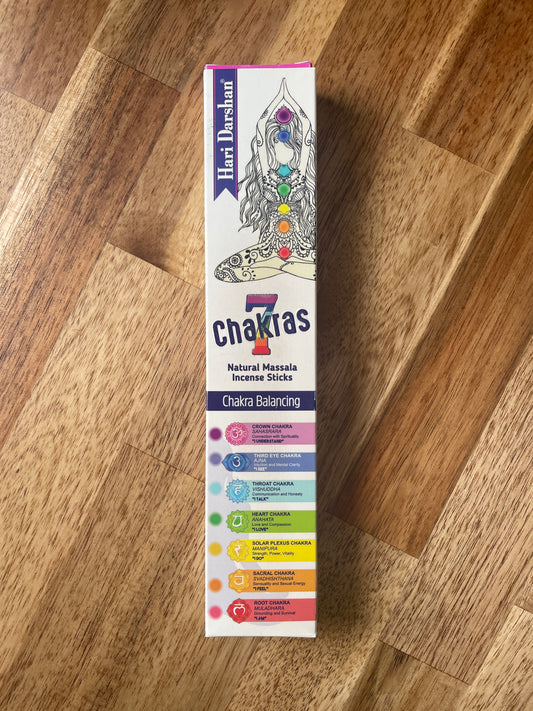 Hari Darshan®
7
Chakras
Natural Massala
Incense Sticks
Chakra Balancing
CROWN CHAKRA
SAHASRARA
Connection with Spirituality
"I UNDERSTAND"
THIRD EYE CHAKRA
AJNA
Intuition and Mental Clarity
"I SEE"
THROAT CHAKRA
VISHUDDHA
Communication and Honesty
"I TALK"
HEART CHAKRA
ANAHATA
Love and Compassion
"I LOVE"
SOLAR PLEXUS CHAKRA
MANIPURA
Strength, Power, Vitality
"I DO"
SACRAL CHAKRA
SVADHISHTHANA
Sensuality and Sexual Energy
"I FEEL"
ROOT CHAKRA
MULADHARA
Grounding and Survival
"I AM"